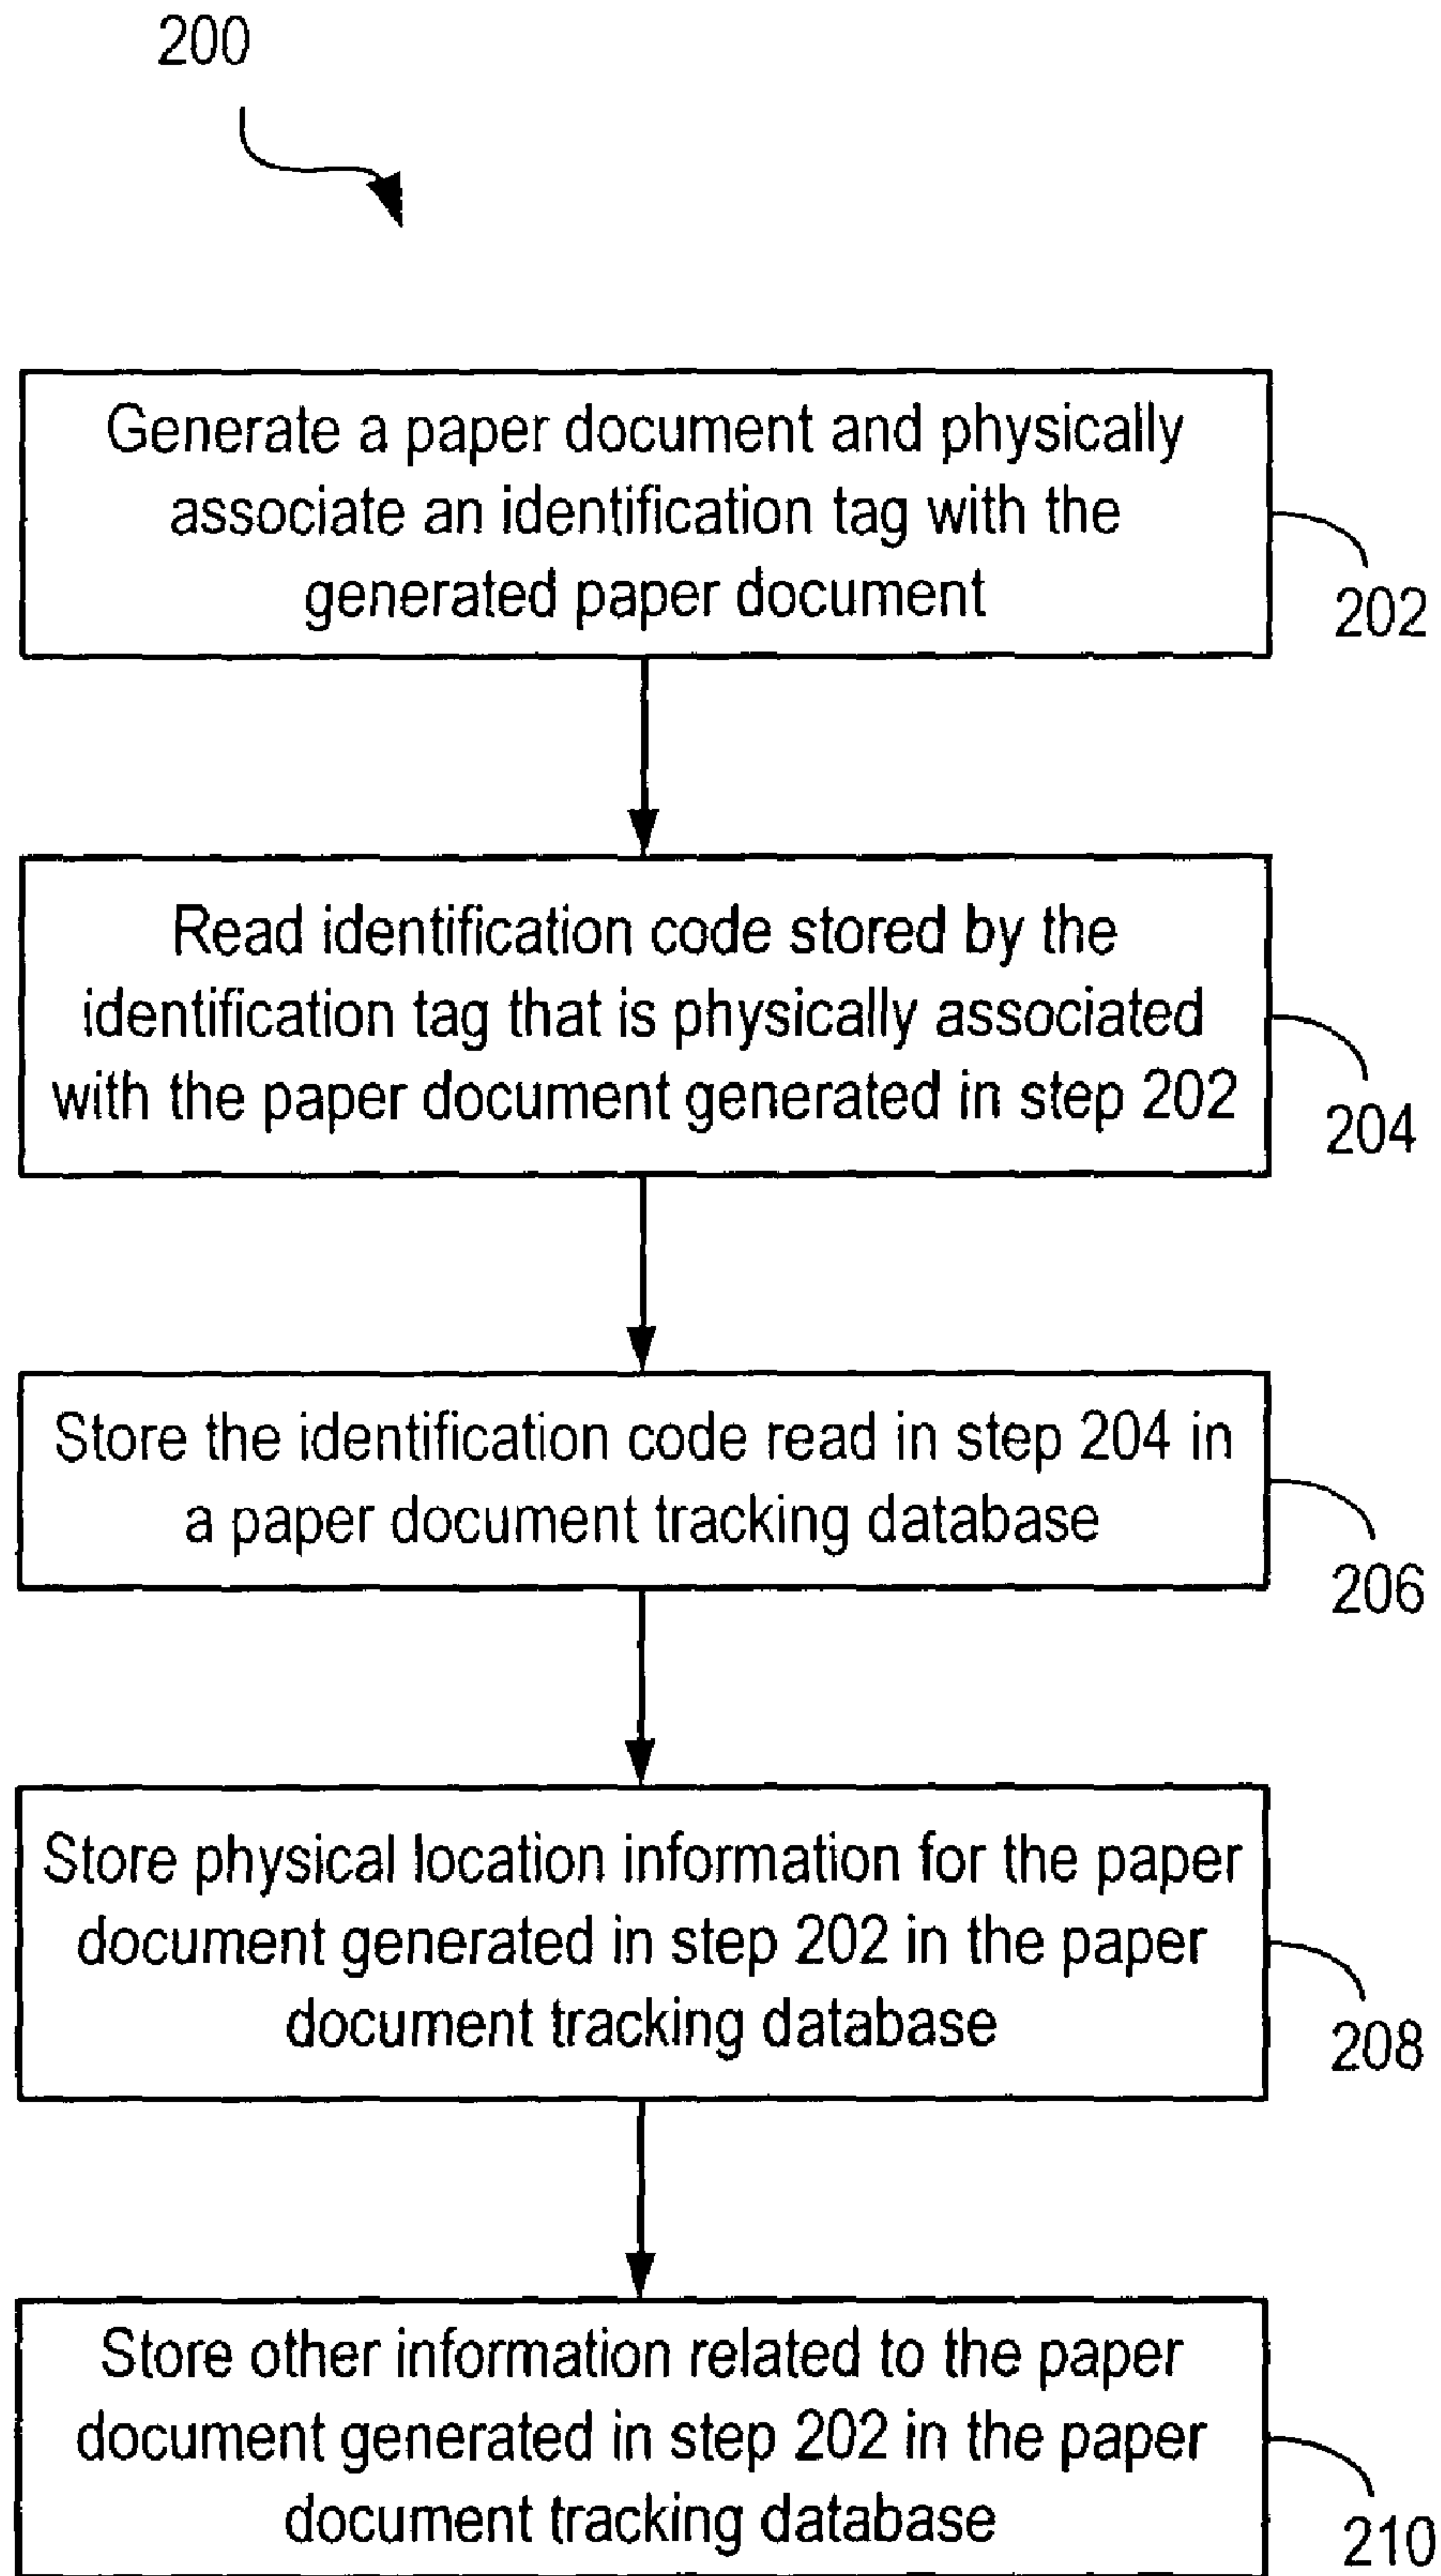 200
Generate a paper document and physically
associate an identification tag with the
generated paper document
202
Read identification code stored by the
identification tag that is physically associated
with the paper document generated in step 202
204
Store the identification code read in step 204 in
a paper document tracking database
206
Store physical location information for the paper
document generated in step 202 in the paper
document tracking database
208
Store other information related to the paper
document generated in step 202 in the paper
document tracking database
210